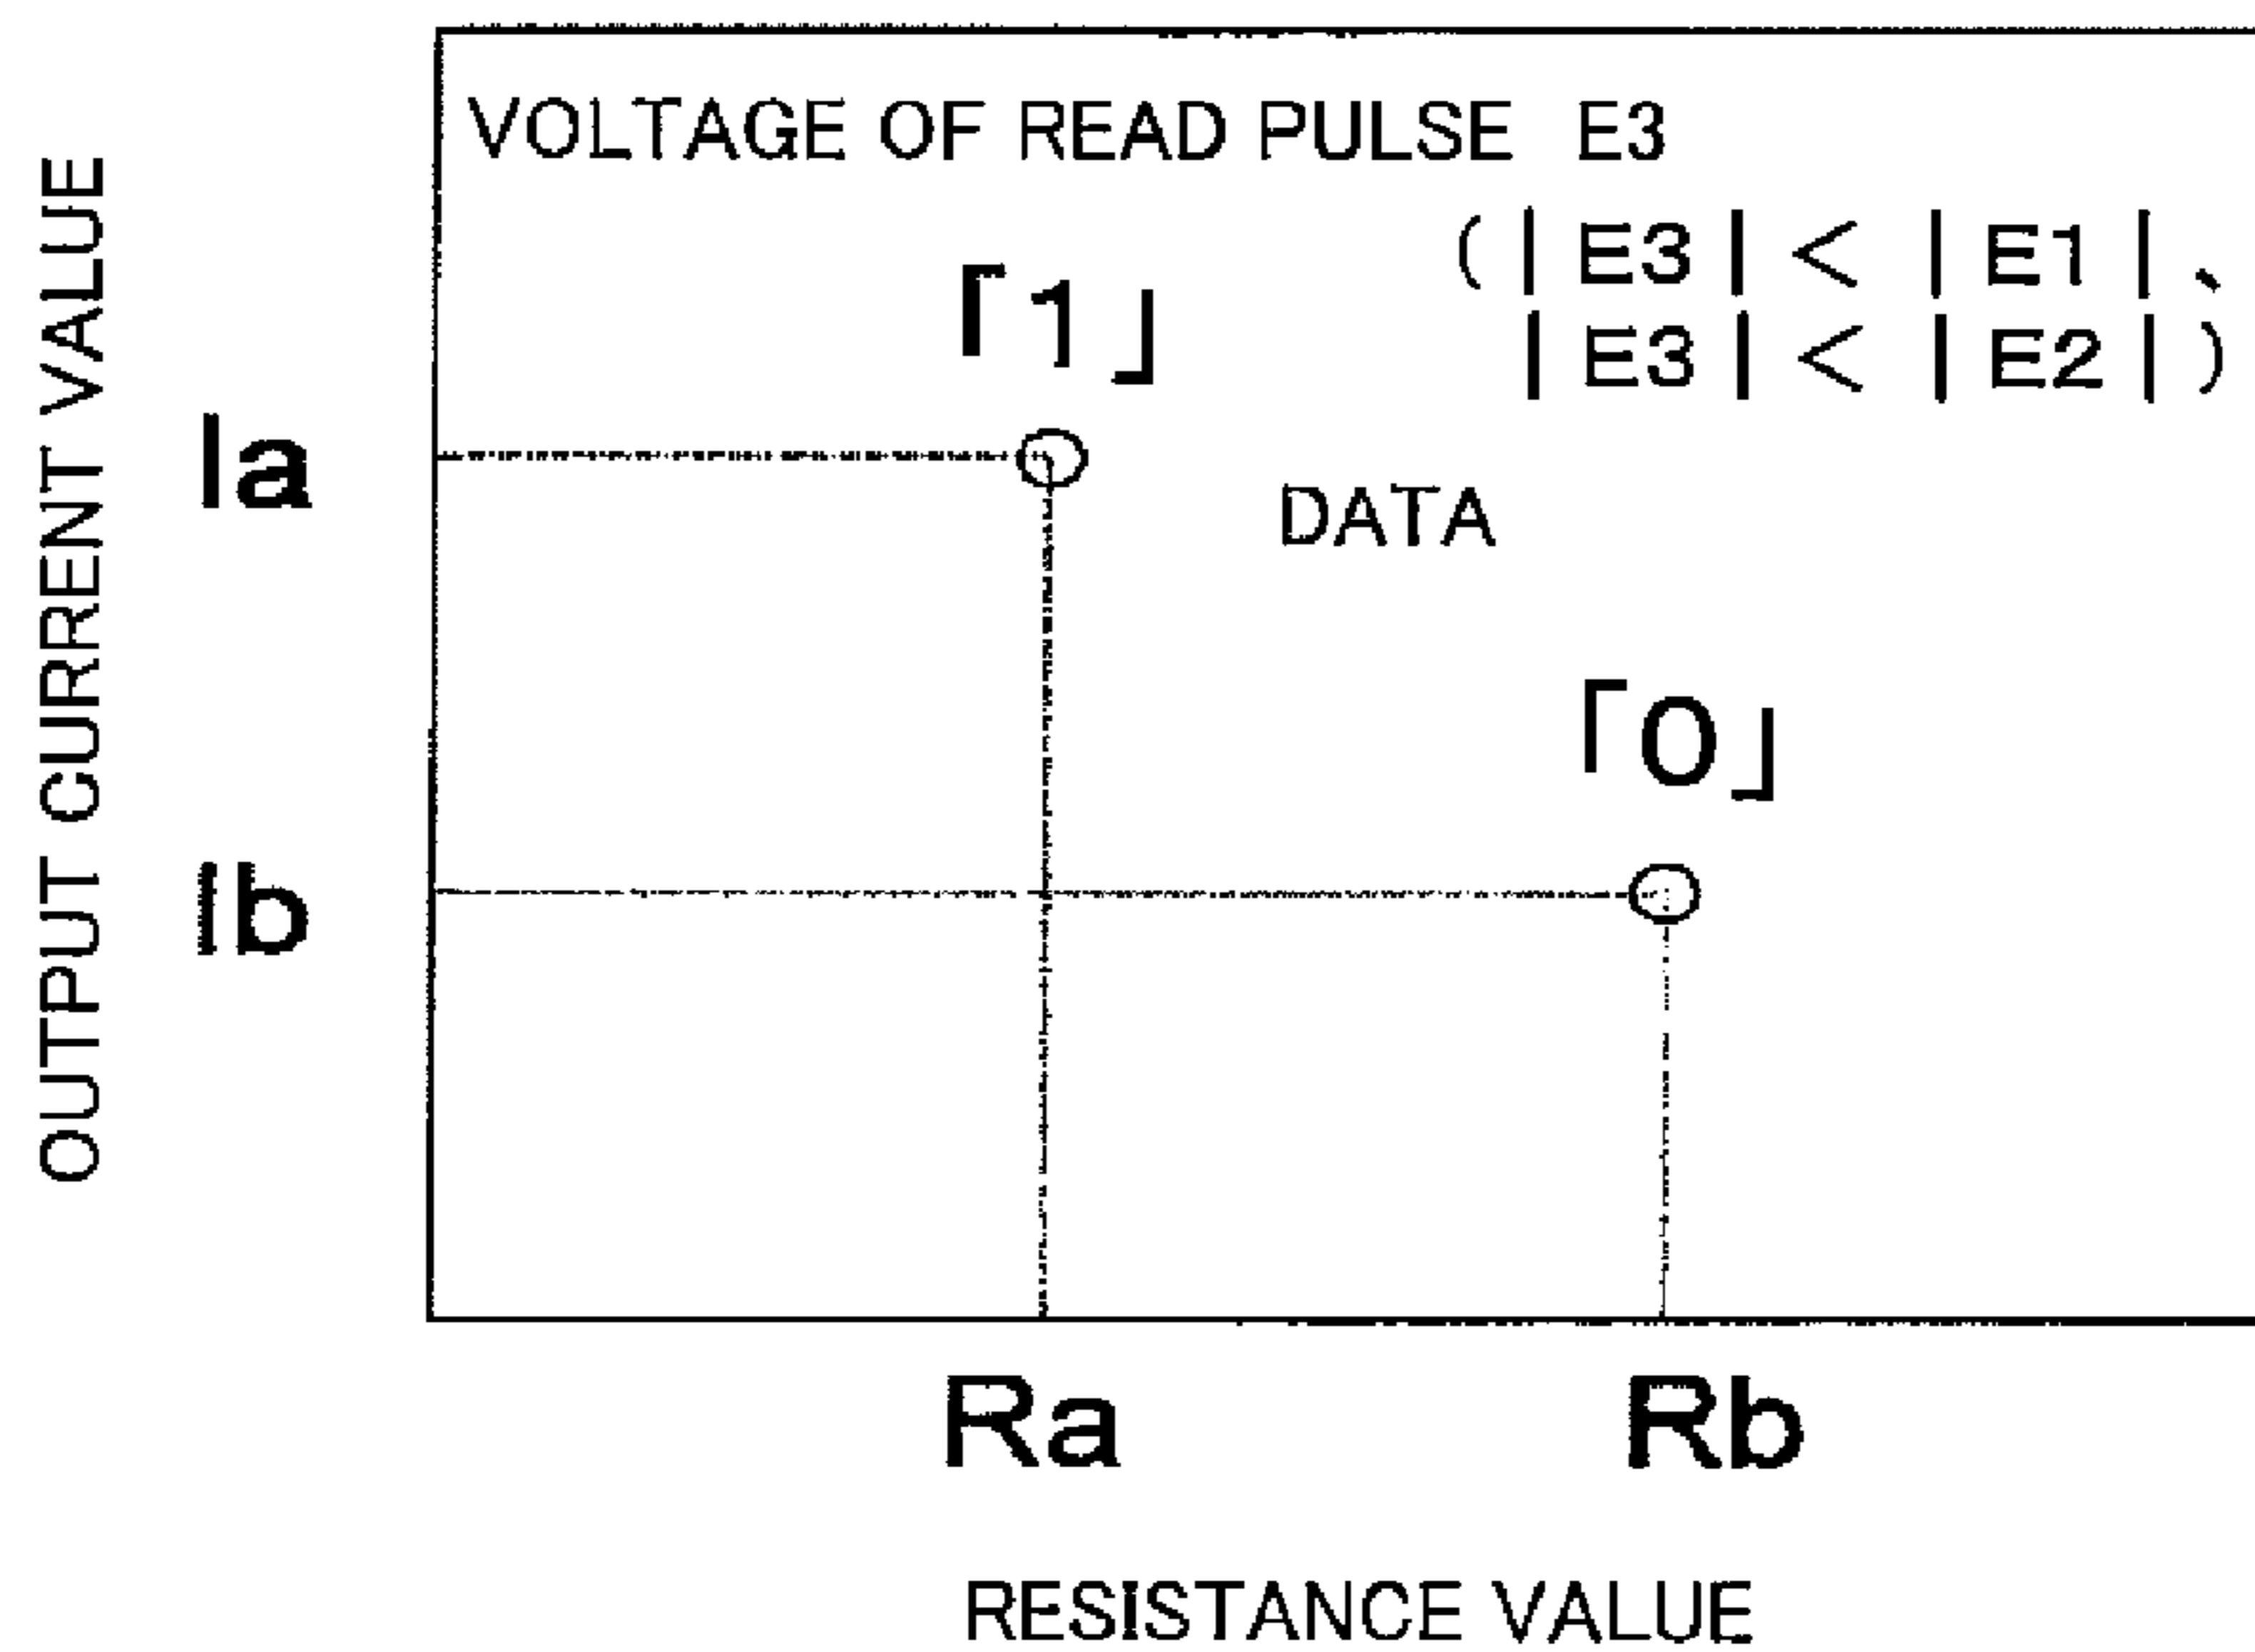 VOLTAGE OF READ PULSE E3
(|E3|<|E1|、
|E3|<|E2|)
「1」
Ia
DATA
「0」
Ib
OUTPUT CURRENT VALUE
Ra
Rb
RESISTANCE VALUE